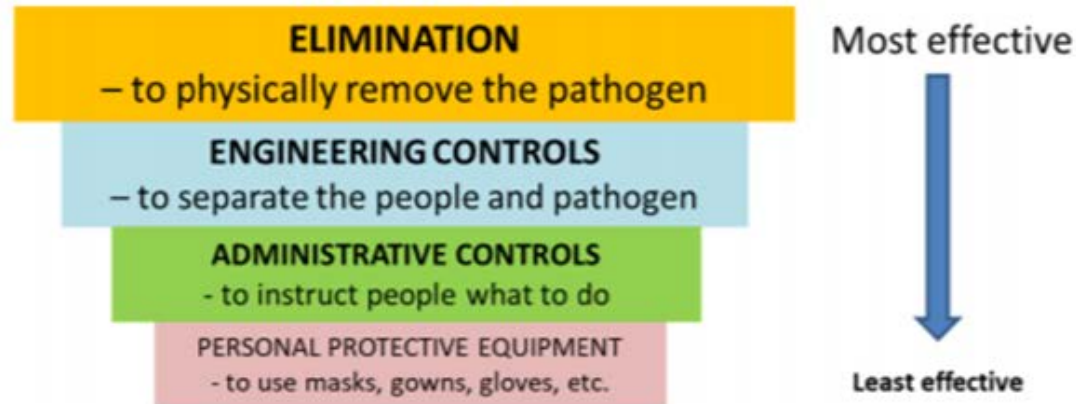 ELIMINATION
– to physically remove the pathogen
Most effective
ENGINEERING CONTROLS
– to separate the people and pathogen
ADMINISTRATIVE CONTROLS
- to instruct people what to do
PERSONAL PROTECTIVE EQUIPMENT
- to use masks, gowns, gloves, etc.
Least effective